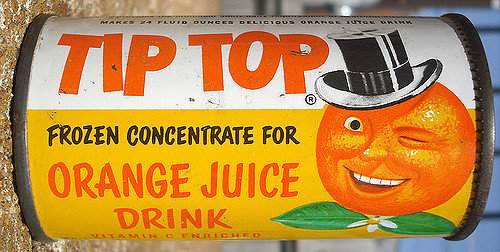 MAKES 24 FLUID OUNCES DELICIOUS ORANGE JUICE DRINK
TIP TOP®
FROZEN CONCENTRATE FOR
ORANGE JUICE
DRINK
VITAMIN C ENRICHED